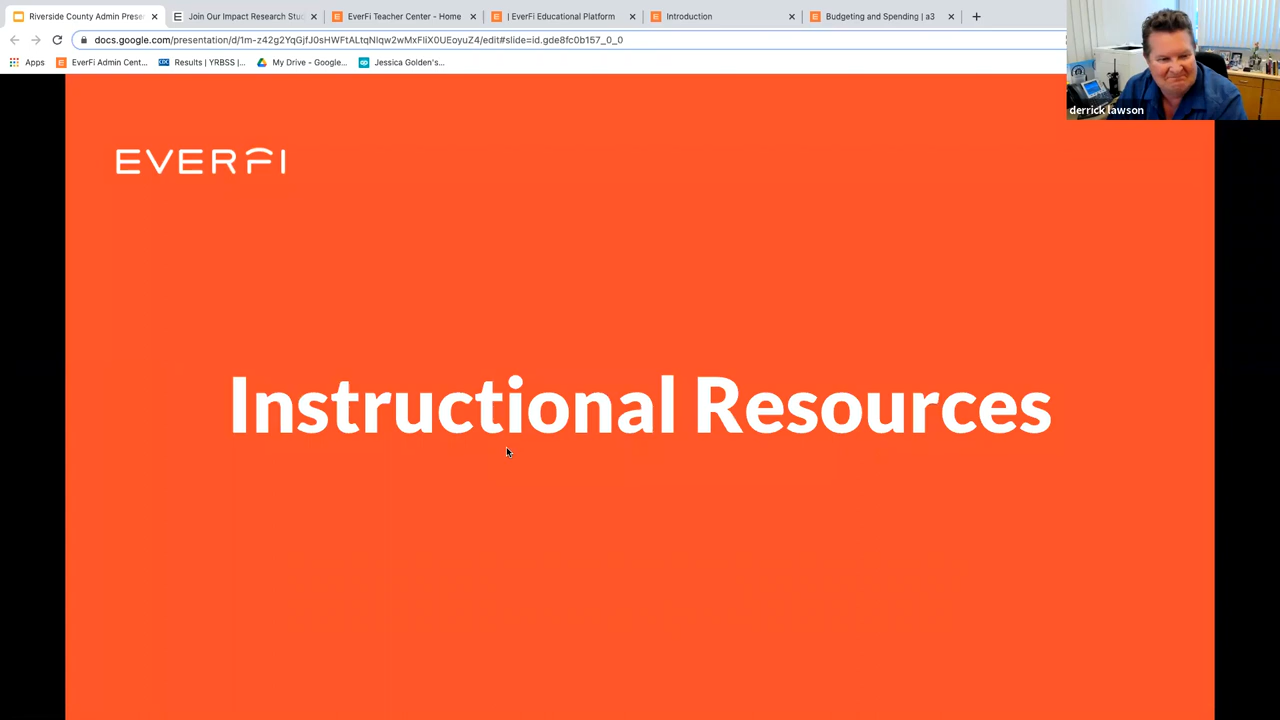 Riverside County Admin Prese
Join Our Impact Research Stud
EverFi Teacher Center - Home
| EverFi Educational Platform
Introduction
Budgeting and Spending | a3
docs.google.com/presentation/d/1m-z42g2YqGjfJ0sHWFtALtqNIqw2wMxFIiX0UEoyuZ4/edit#slide=id.gde8fc0b157_0_0
Apps
EverFi Admin Cent...
Results | YRBSS |...
My Drive - Google...
Jessica Golden's...
derrick lawson
EVERFI
Instructional Resources